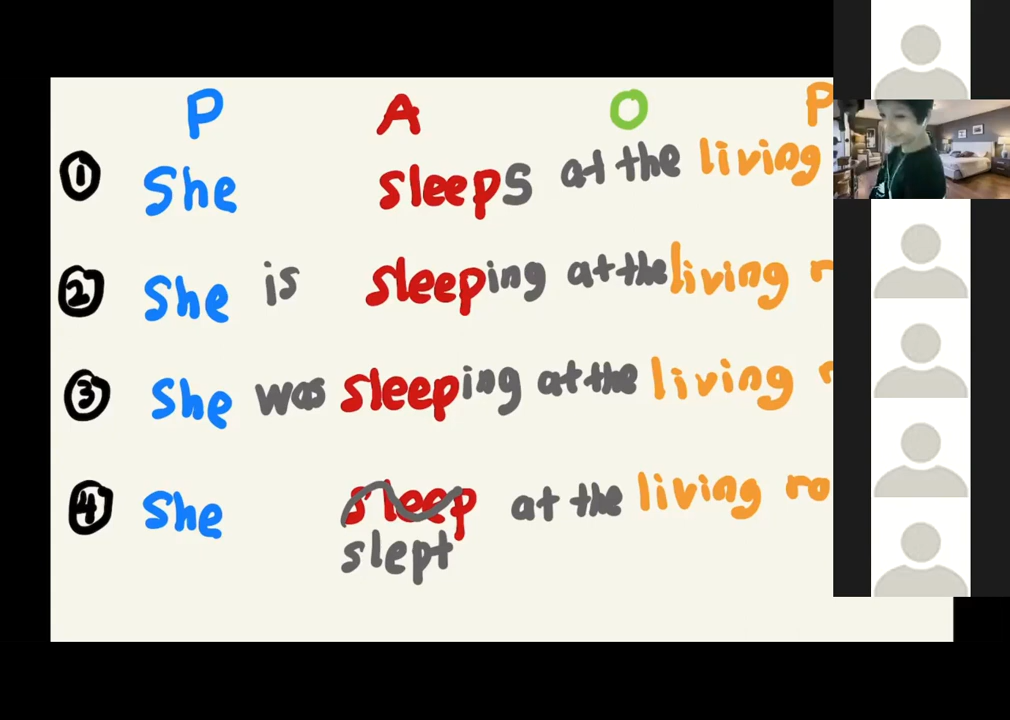 P A O P
① She sleeps at the living
② She is sleeping at the living r
③ She was sleeping at the living
④ She sleep at the living ro
slept